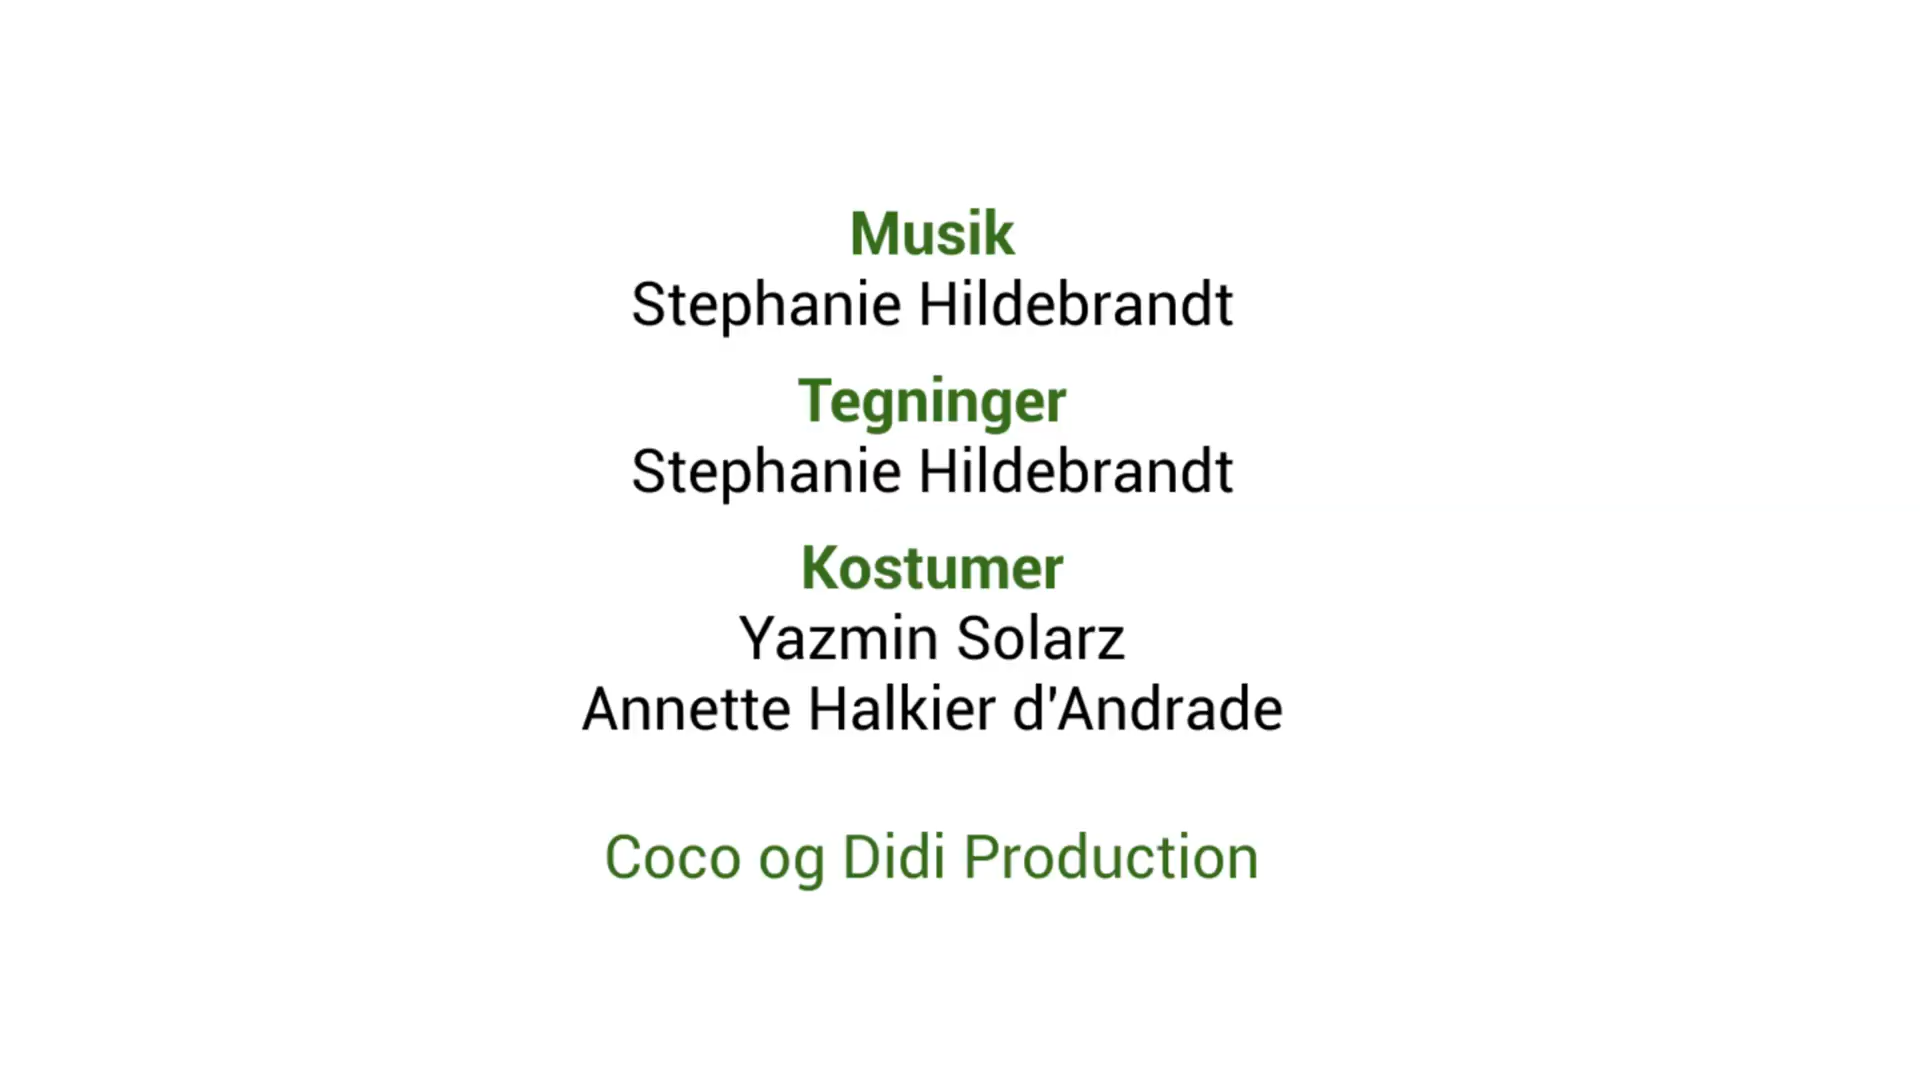 Musik
Stephanie Hildebrandt
Tegninger
Stephanie Hildebrandt
Kostumer
Yazmin Solarz
Annette Halkier d'Andrade
Coco og Didi Production